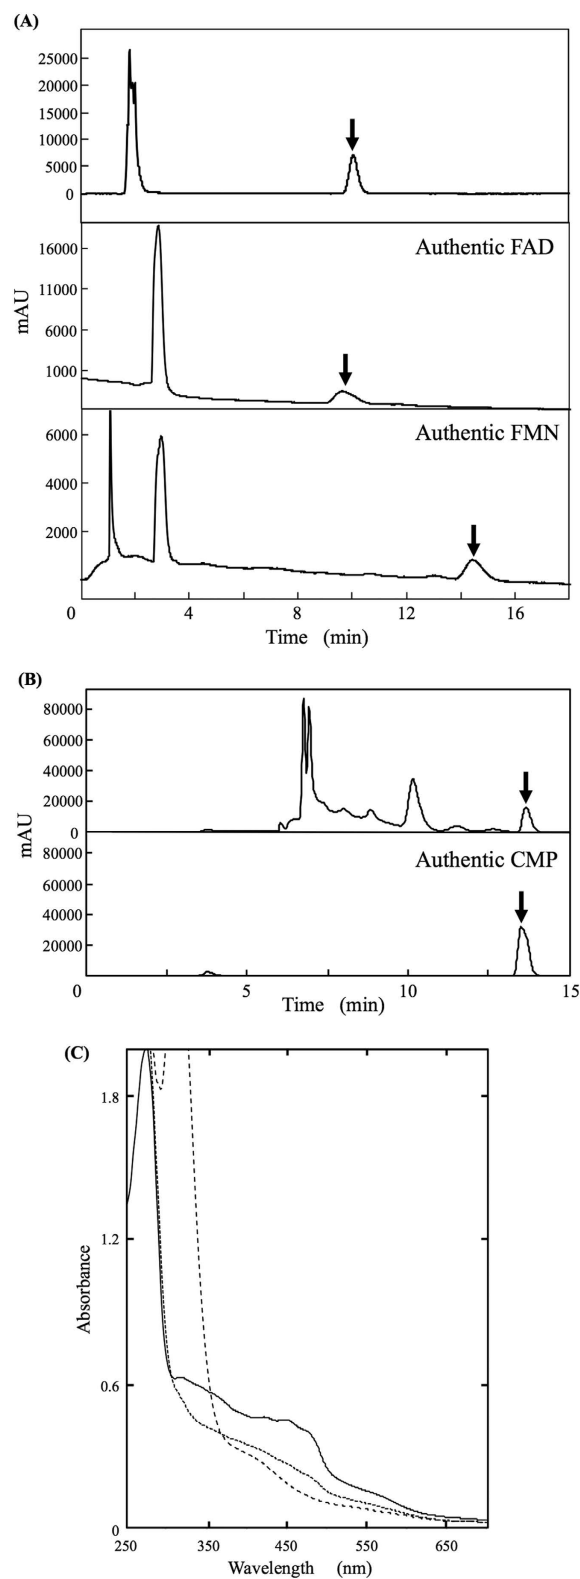 (A)
25000
20000
15000
10000
5000
0
Authentic FAD
16000
11000
6000
1000
mAU
Authentic FMN
6000
2000
0 4 8 12 16
Time (min)
(B)
80000
60000
40000
20000
0
mAU
Authentic CMP
80000
60000
40000
20000
0 5 10 15
Time (min)
(C)
1.8
1.2
0.6
0
Absorbance
250 350 450 550 650
Wavelength (nm)